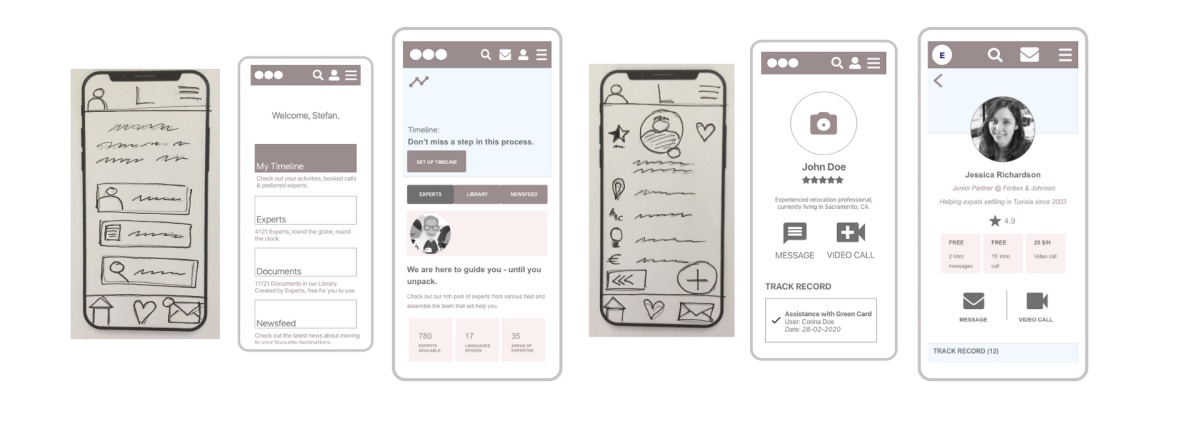 Welcome, Stefan.
My Timeline
Check out your activities, booked calls
& preferred experts.
Experts
4121 Experts, round the globe, round
the clock.
Documents
11121 Documents in our Library.
Created by Experts, free for you to use.
Newsfeed
Check out the latest news about moving
to your favourite destinations.
Timeline:
Don't miss a step in this process.
SET UP TIMELINE
EXPERTS LIBRARY NEWSFEED
We are here to guide you - until you
unpack.
Check out our rich pool of experts from various field and
assemble the team that will help you.
780 17 35
EXPERTS LANGUAGES AREAS OF
AVAILABLE SPOKEN EXPERTISE
L
L
€
John Doe
Experienced relocation professional,
currently living in Sacramento, CA.
MESSAGE VIDEO CALL
TRACK RECORD
Assistance with Green Card
User: Corina Doe
Date: 28-02-2020
E
Jessica Richardson
Junior Partner @ Forbes & Johnson
Helping expats settling in Tunisia since 2003
4,9
FREE FREE 25 $/H
2 Intro 15' intro Video call
messages call
MESSAGE VIDEO CALL
TRACK RECORD (12)